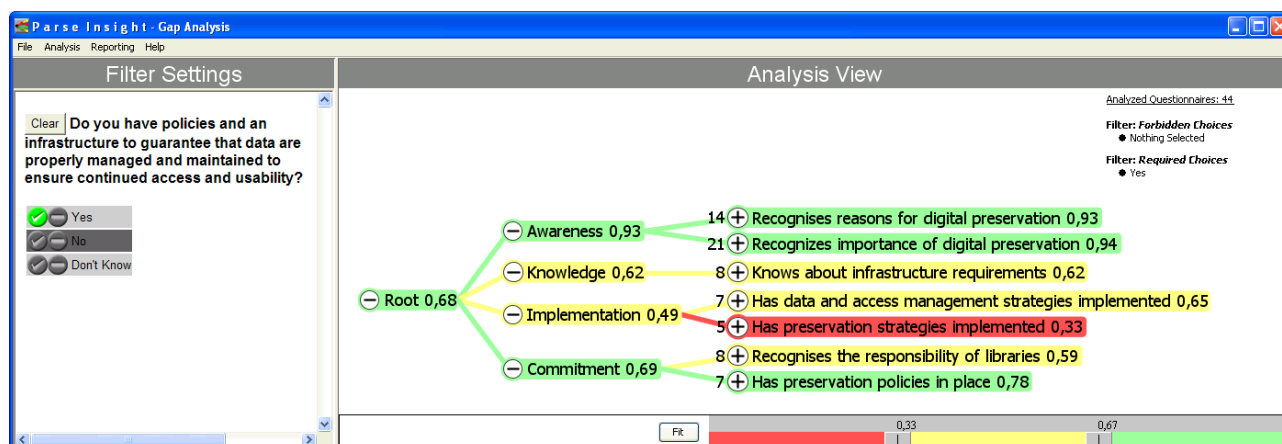 Parse Insight - Gap Analysis
File Analysis Reporting Help
Filter Settings
Analysis View
Clear Do you have policies and an
infrastructure to guarantee that data are
properly managed and maintained to
ensure continued access and usability?
Yes
No
Don't Know
Analyzed Questionnaires: 44
Filter: Forbidden Choices
Nothing Selected
Filter: Required Choices
Yes
Root 0,68
Awareness 0,93
14 Recognises reasons for digital preservation 0,93
21 Recognizes importance of digital preservation 0,94
Knowledge 0,62
8 Knows about infrastructure requirements 0,62
Implementation 0,49
7 Has data and access management strategies implemented 0,65
5 Has preservation strategies implemented 0,33
Commitment 0,69
8 Recognises the responsibility of libraries 0,59
7 Has preservation policies in place 0,78
Fit
0,33
0,67